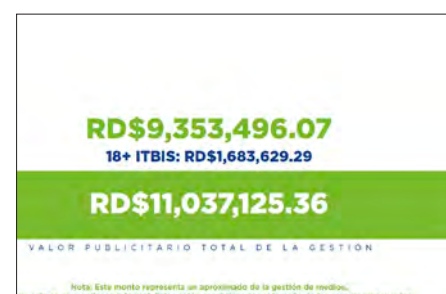 RD$9,353,496.07
18+ ITBIS: RD$1,683,629.29
RD$11,037,125.36
VALOR PUBLICITARIO TOTAL DE LA GESTIÓN
Nota: Este monto representa un aproximado de la gestión de medios.